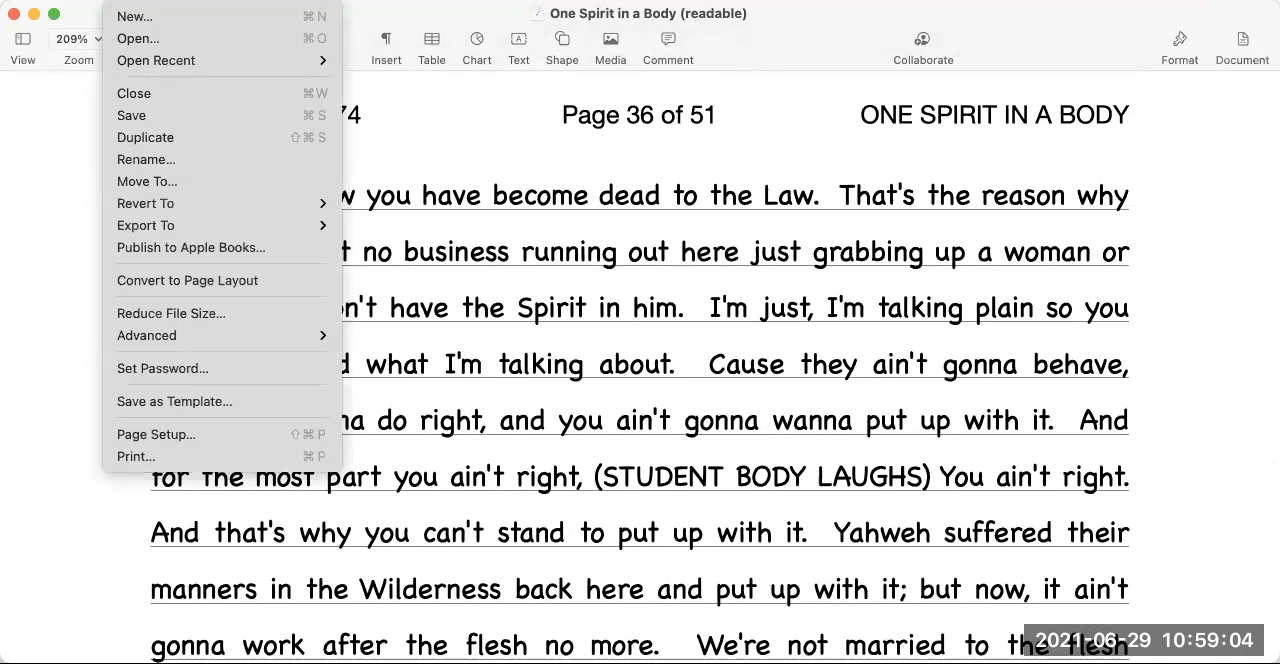 One Spirit in a Body (readable)
209%
View
Zoom
Insert
Table
Chart
Text
Shape
Media
Comment
Collaborate
Format
Document
New... ⌘ N
Open... ⌘ O
Open Recent
Close ⌘ W
Save ⌘ S
Duplicate ⇧ ⌘ S
Rename...
Move To...
Revert To
Export To
Publish to Apple Books...
Convert to Page Layout
Reduce File Size...
Advanced
Set Password...
Save as Template...
Page Setup... ⇧ ⌘ P
Print... ⌘ P
74 Page 36 of 51 ONE SPIRIT IN A BODY
you have become dead to the Law. That's the reason why
no business running out here just grabbing up a woman or
have the Spirit in him. I'm just, I'm talking plain so you
what I'm talking about. Cause they ain't gonna behave,
do right, and you ain't gonna wanna put up with it. And
for the most part you ain't right, (STUDENT BODY LAUGHS) You ain't right.
And that's why you can't stand to put up with it. Yahweh suffered their
manners in the Wilderness back here and put up with it; but now, it ain't
gonna work after the flesh no more. We're not married to the flesh
2021-06-29 10:59:04